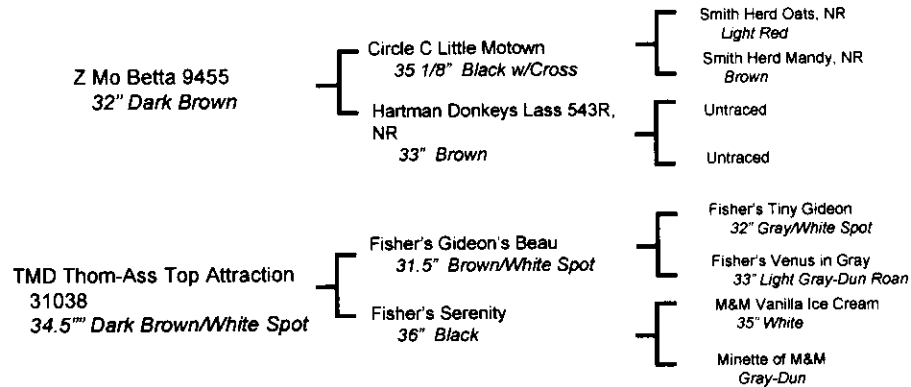 Z Mo Betta 9455
32" Dark Brown
Circle C Little Motown
35 1/8" Black w/Cross
Smith Herd Oats, NR
Light Red
Smith Herd Mandy, NR
Brown
Hartman Donkeys Lass 543R,
NR
33" Brown
Untraced
Untraced
TMD Thom-Ass Top Attraction
31038
34.5"" Dark Brown/White Spot
Fisher's Gideon's Beau
31.5" Brown/White Spot
Fisher's Tiny Gideon
32" Gray/White Spot
Fisher's Venus in Gray
33" Light Gray-Dun Roan
Fisher's Serenity
36" Black
M&M Vanilla Ice Cream
35" White
Minette of M&M
Gray-Dun